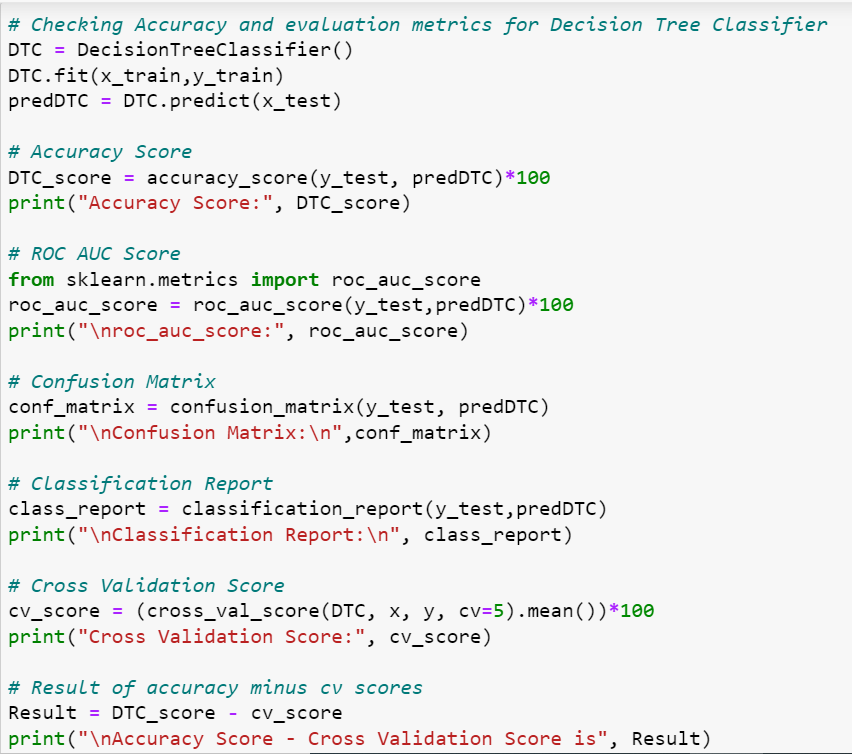 # Checking Accuracy and evaluation metrics for Decision Tree Classifier
DTC = DecisionTreeClassifier()
DTC.fit(x_train,y_train)
predDTC = DTC.predict(x_test)
# Accuracy Score
DTC_score = accuracy_score(y_test, predDTC)*100
print("Accuracy Score:", DTC_score)
# ROC AUC Score
from sklearn.metrics import roc_auc_score
roc_auc_score = roc_auc_score(y_test,predDTC)*100
print("\nroc_auc_score:", roc_auc_score)
# Confusion Matrix
conf_matrix = confusion_matrix(y_test, predDTC)
print("\nConfusion Matrix:\n",conf_matrix)
# Classification Report
class_report = classification_report(y_test,predDTC)
print("\nClassification Report:\n", class_report)
# Cross Validation Score
cv_score = (cross_val_score(DTC, x, y, cv=5).mean())*100
print("Cross Validation Score:", cv_score)
# Result of accuracy minus cv scores
Result = DTC_score - cv_score
print("\nAccuracy Score - Cross Validation Score is", Result)